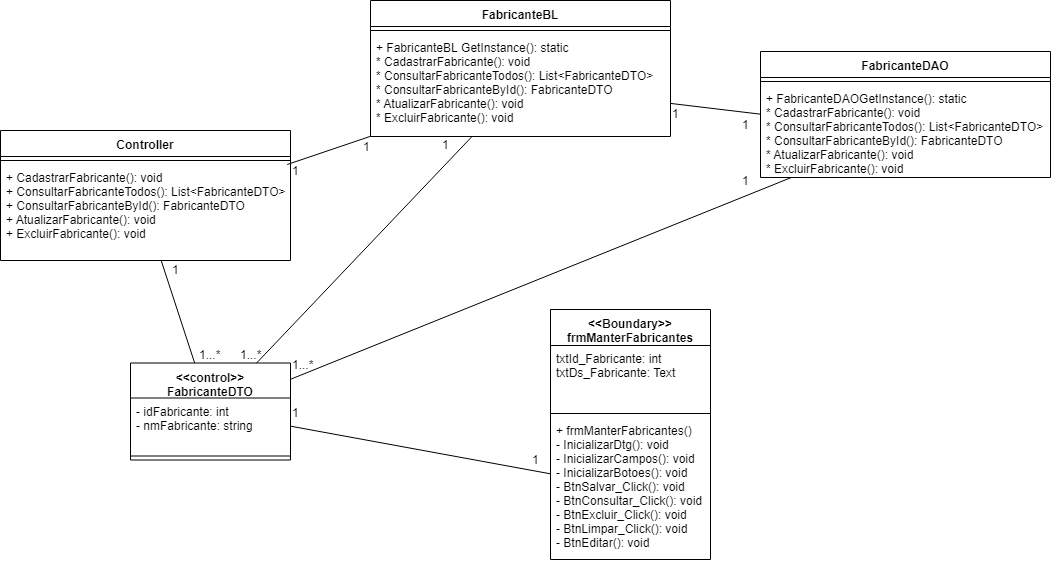 FabricanteBL
+ FabricanteBL GetInstance(): static
* CadastrarFabricante(): void
* ConsultarFabricanteTodos(): List<FabricanteDTO>
* ConsultarFabricanteById(): FabricanteDTO
* AtualizarFabricante(): void
* ExcluirFabricante(): void
FabricanteDAO
+ FabricanteDAOGetInstance(): static
* CadastrarFabricante(): void
* ConsultarFabricanteTodos(): List<FabricanteDTO>
* ConsultarFabricanteById(): FabricanteDTO
* AtualizarFabricante(): void
* ExcluirFabricante(): void
Controller
+ CadastrarFabricante(): void
+ ConsultarFabricanteTodos(): List<FabricanteDTO>
+ ConsultarFabricanteById(): FabricanteDTO
+ AtualizarFabricante(): void
+ ExcluirFabricante(): void
1
1
1
1
1
1
1
1...*
1...*
1...*
<<control>>
FabricanteDTO
- idFabricante: int
- nmFabricante: string
1
1
<<Boundary>>
frmManterFabricantes
txtId_Fabricante: int
txtDs_Fabricante: Text
+ frmManterFabricantes()
- InicializarDtg(): void
- InicializarCampos(): void
- InicializarBotoes(): void
- BtnSalvar_Click(): void
- BtnConsultar_Click(): void
- BtnExcluir_Click(): void
- BtnLimpar_Click(): void
- BtnEditar(): void